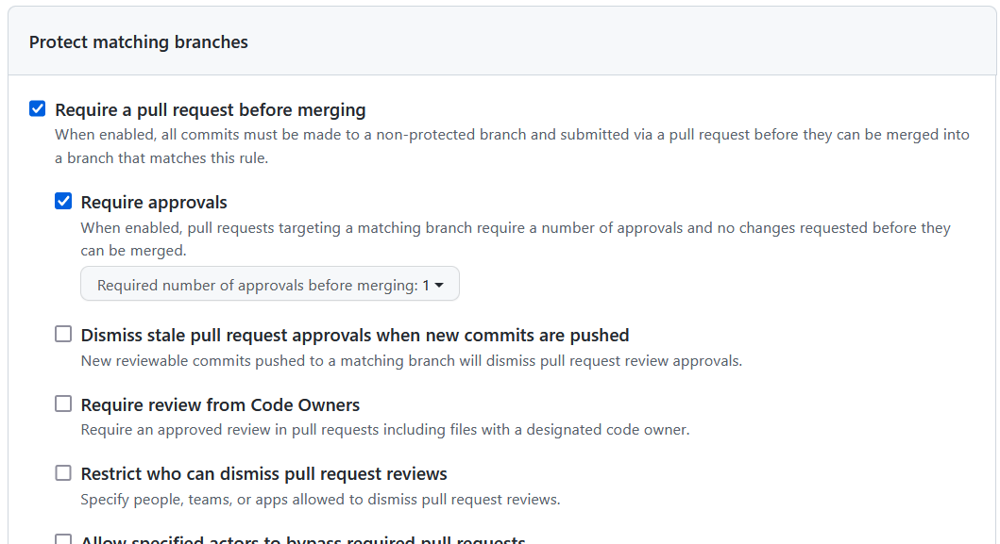 Protect matching branches
Require a pull request before merging
When enabled, all commits must be made to a non-protected branch and submitted via a pull request before they can be merged into
a branch that matches this rule.
Require approvals
When enabled, pull requests targeting a matching branch require a number of approvals and no changes requested before they
can be merged.
Required number of approvals before merging: 1
Dismiss stale pull request approvals when new commits are pushed
New reviewable commits pushed to a matching branch will dismiss pull request review approvals.
Require review from Code Owners
Require an approved review in pull requests including files with a designated code owner.
Restrict who can dismiss pull request reviews
Specify people, teams, or apps allowed to dismiss pull request reviews.
Allow specified actors to bypass required pull requests